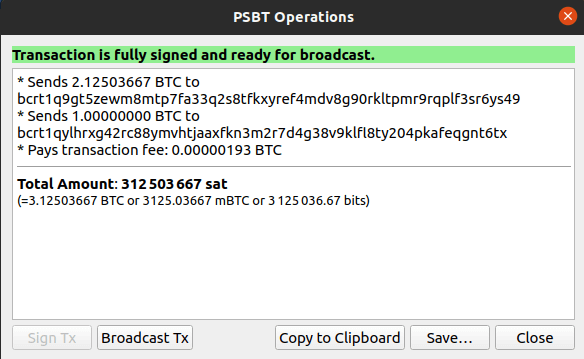 PSBT Operations
Transaction is fully signed and ready for broadcast.
* Sends 2.12503667 BTC to
bcrt1q9gt5zewm8mtp7fa33q2s8tfkxyref4mdv8g90rkltpmr9rqplf3sr6ys49
* Sends 1.00000000 BTC to
bcrt1qylhrxg42rc88ymvhtjaaxfkn3m2r7d4g38v9klfl8ty204pkafeqgnt6tx
* Pays transaction fee: 0.00000193 BTC
Total Amount: 312 503 667 sat
(=3.12503667 BTC or 3125.03667 mBTC or 3 125 036.67 bits)
Sign Tx Broadcast Tx Copy to Clipboard Save... Close